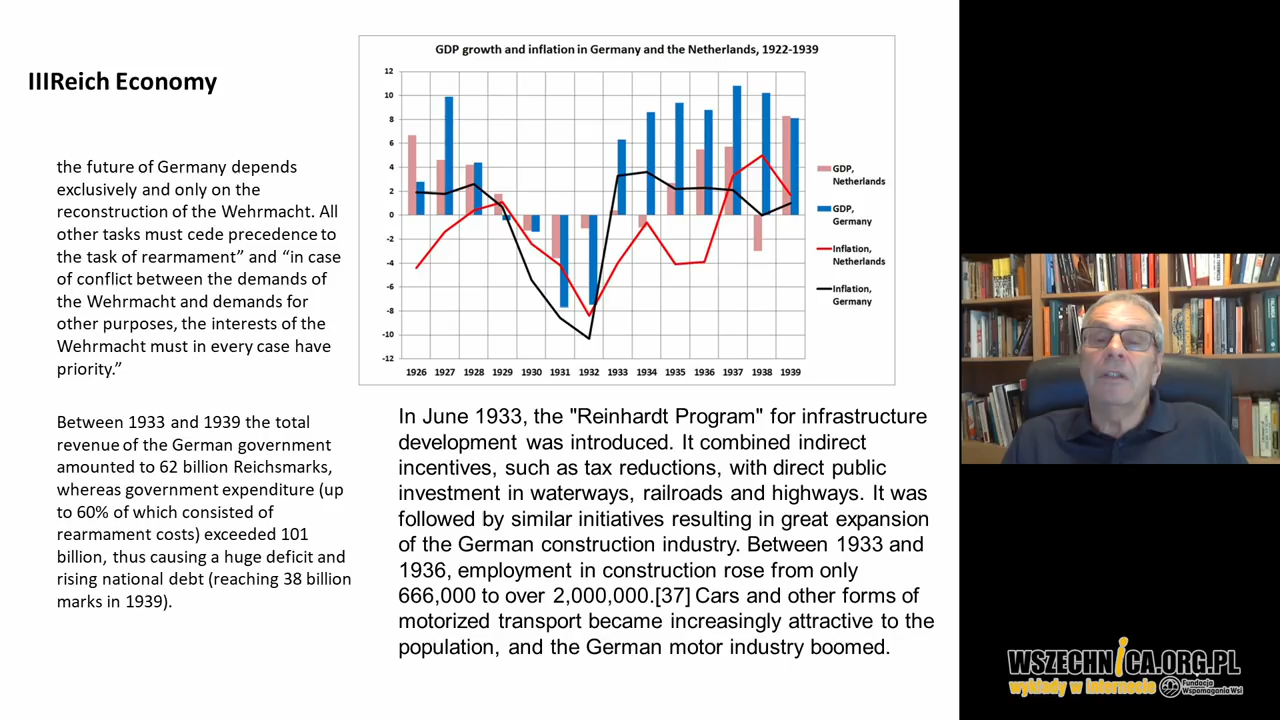 IIIReich Economy
the future of Germany depends
exclusively and only on the
reconstruction of the Wehrmacht. All
other tasks must cede precedence to
the task of rearmament” and “in case
of conflict between the demands of
the Wehrmacht and demands for
other purposes, the interests of the
Wehrmacht must in every case have
priority.”
Between 1933 and 1939 the total
revenue of the German government
amounted to 62 billion Reichsmarks,
whereas government expenditure (up
to 60% of which consisted of
rearmament costs) exceeded 101
billion, thus causing a huge deficit and
rising national debt (reaching 38 billion
marks in 1939).
GDP growth and inflation in Germany and the Netherlands, 1922-1939
12
10
8
6
4
2
0
-2
-4
-6
-8
-10
-12
1926 1927 1928 1929 1930 1931 1932 1933 1934 1935 1936 1937 1938 1939
GDP,
Netherlands
GDP,
Germany
Inflation,
Netherlands
Inflation,
Germany
In June 1933, the "Reinhardt Program" for infrastructure
development was introduced. It combined indirect
incentives, such as tax reductions, with direct public
investment in waterways, railroads and highways. It was
followed by similar initiatives resulting in great expansion
of the German construction industry. Between 1933 and
1936, employment in construction rose from only
666,000 to over 2,000,000.[37] Cars and other forms of
motorized transport became increasingly attractive to the
population, and the German motor industry boomed.
WSZECHNICA.ORG.PL
wykłady w internecie
Fundacja
Wspomagania Wsi